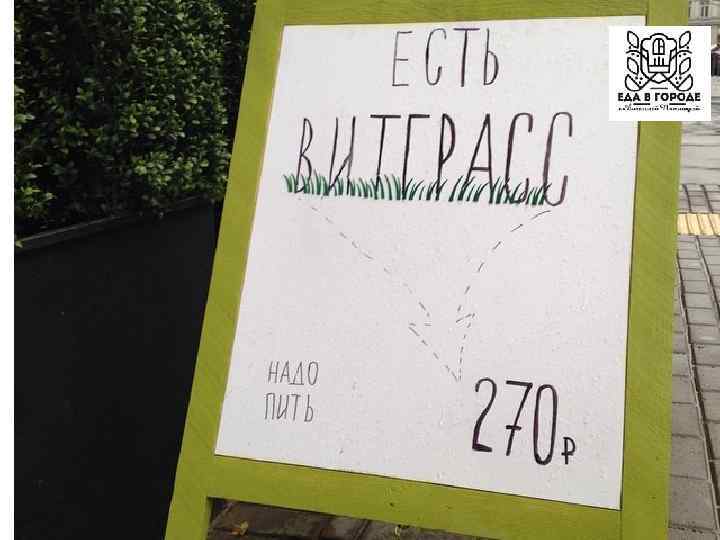 ЕСТЬ
ВИТГРАСС
НАДО
ПИТЬ
270 ₽
ЕДА В ГОРОДЕ